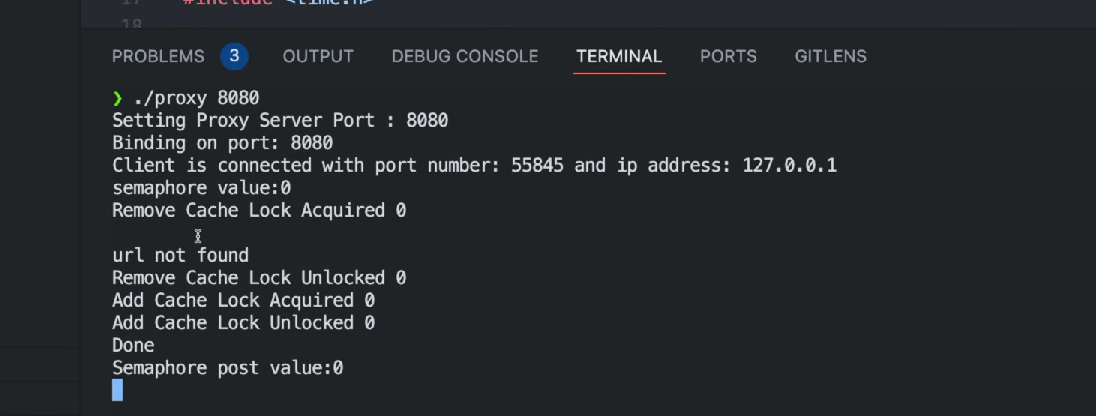 17 #include <time.h>
18
PROBLEMS 3 OUTPUT DEBUG CONSOLE TERMINAL PORTS GITLENS
❯ ./proxy 8080
Setting Proxy Server Port : 8080
Binding on port: 8080
Client is connected with port number: 55845 and ip address: 127.0.0.1
semaphore value:0
Remove Cache Lock Acquired 0
url not found
Remove Cache Lock Unlocked 0
Add Cache Lock Acquired 0
Add Cache Lock Unlocked 0
Done
Semaphore post value:0